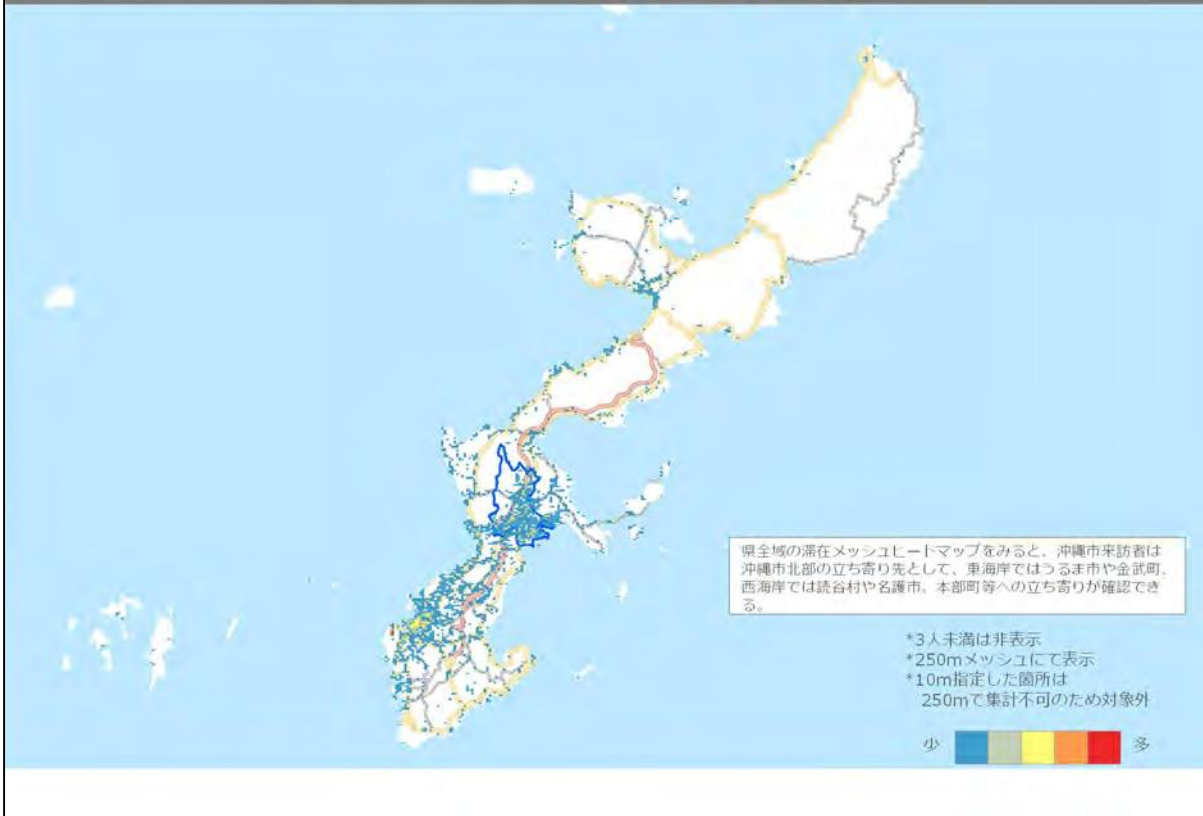 県全域の滞在メッシュヒートマップをみると、沖縄市来訪者は
沖縄市北部の立ち寄り先として、東海岸ではうるま市や金武町、
西海岸では読谷村や名護市、本部町等への立ち寄りが確認でき
る。
*3人未満は非表示
*250mメッシュにて表示
*10m指定した箇所は
250mで集計不可のため対象外
少 多